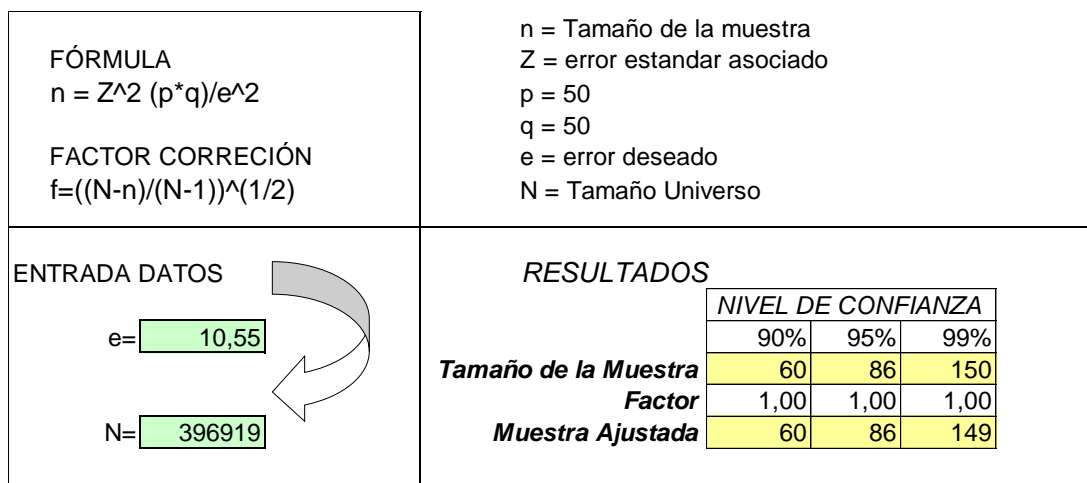 FÓRMULA
n = Z^2 (p*q)/e^2
FACTOR CORRECIÓN
f=((N-n)/(N-1))^(1/2)
n = Tamaño de la muestra
Z = error estandar asociado
p = 50
q = 50
e = error deseado
N = Tamaño Universo
ENTRADA DATOS
e= 10,55
N= 396919
RESULTADOS
NIVEL DE CONFIANZA
90% 95% 99%
Tamaño de la Muestra 60 86 150
Factor 1,00 1,00 1,00
Muestra Ajustada 60 86 149